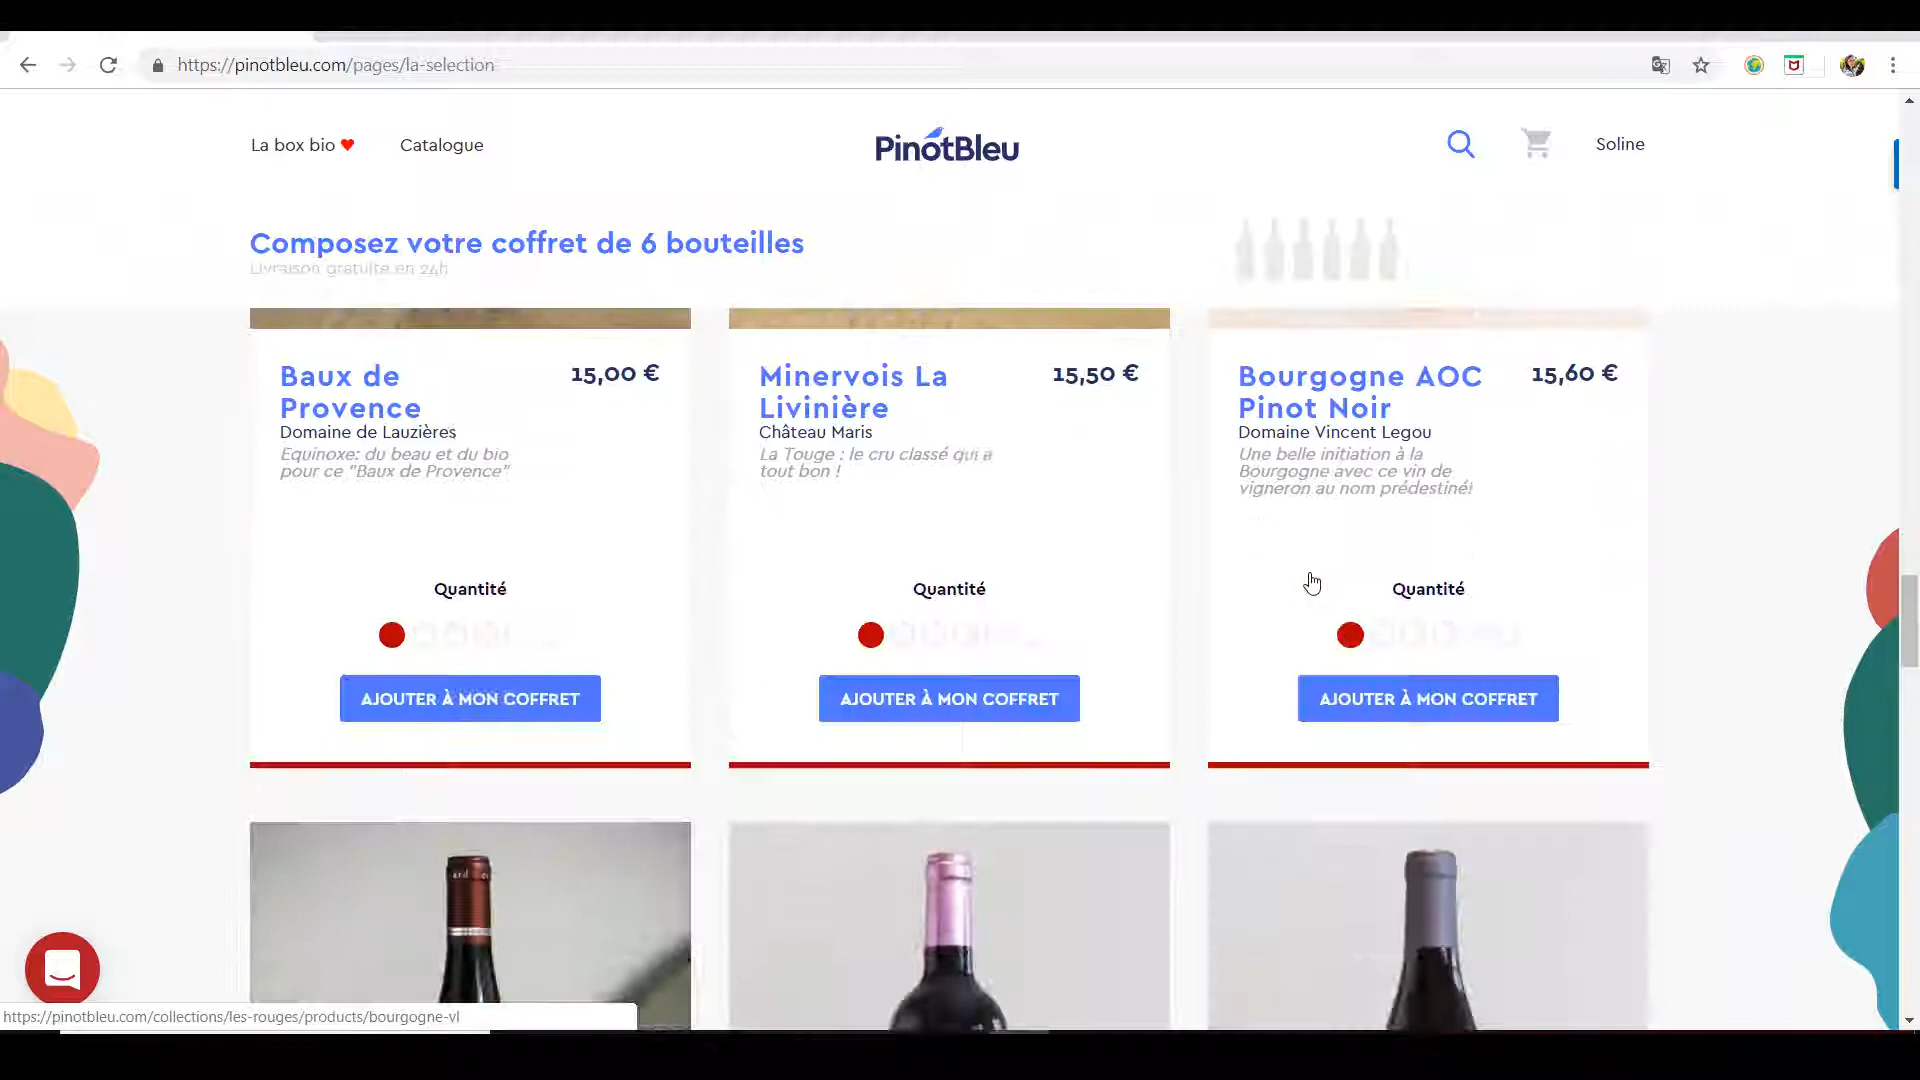 https://pinotbleu.com/pages/la-selection
La box bio
Catalogue
PinotBleu
Soline
Composez votre coffret de 6 bouteilles
Livraison gratuite en 24h
Baux de
Provence
15,00 €
Domaine de Lauzières
Equinoxe: du beau et du bio
pour ce "Baux de Provence"
Quantité
AJOUTER À MON COFFRET
Minervois La
Livinière
15,50 €
Château Maris
La Touge : le cru classé qui a
tout bon !
Quantité
AJOUTER À MON COFFRET
Bourgogne AOC
Pinot Noir
15,60 €
Domaine Vincent Legou
Une belle initiation à la
Bourgogne avec ce vin de
vigneron au nom prédestiné!
Quantité
AJOUTER À MON COFFRET
https://pinotbleu.com/collections/les-rouges/products/bourgogne-vl